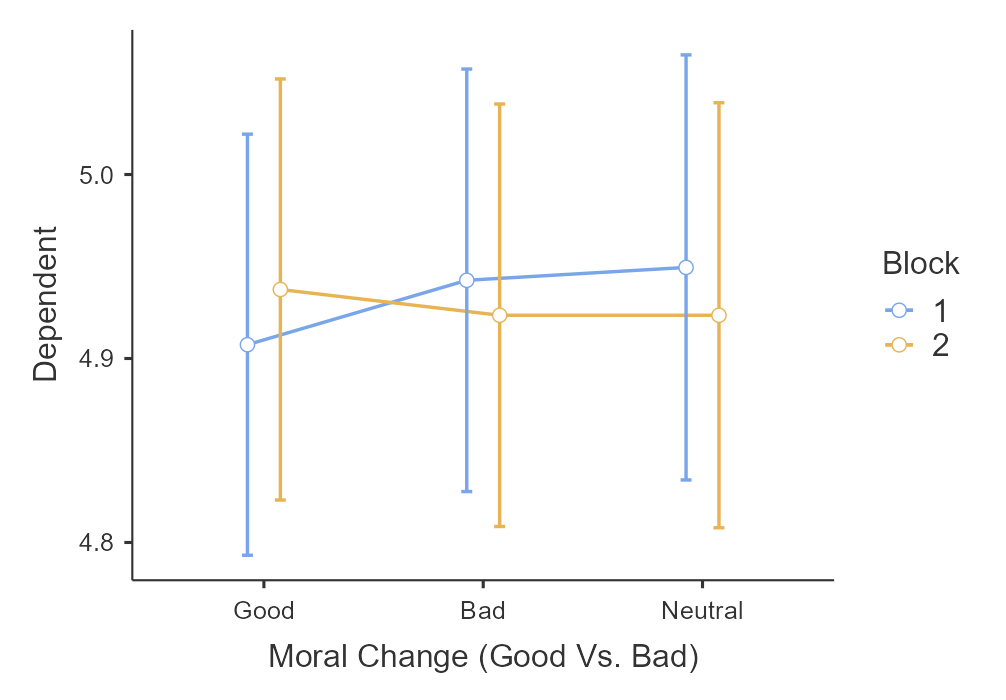 Dependent
5.0
4.9
4.8
Good Bad Neutral
Moral Change (Good Vs. Bad)
Block
1
2